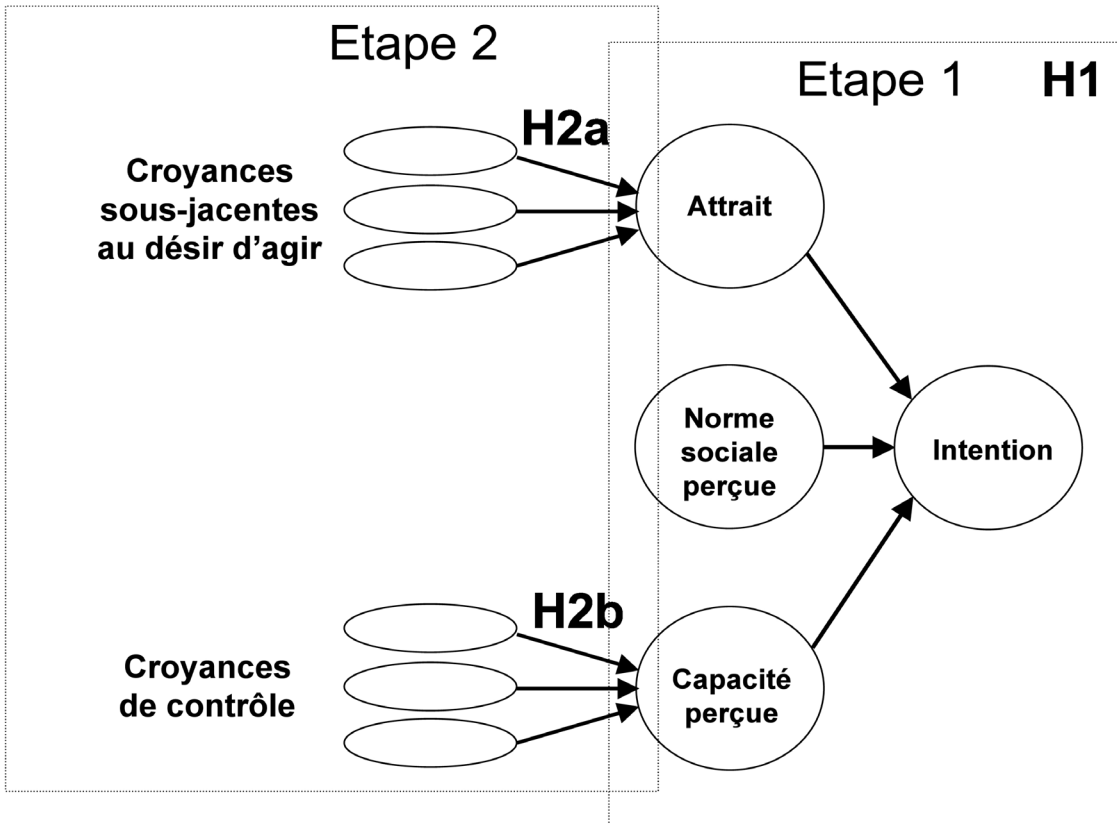 Etape 2
Etape 1
H1
H2a
Croyances
sous-jacentes
au désir d'agir
Attrait
Norme
sociale
perçue
Intention
H2b
Croyances
de contrôle
Capacité
perçue